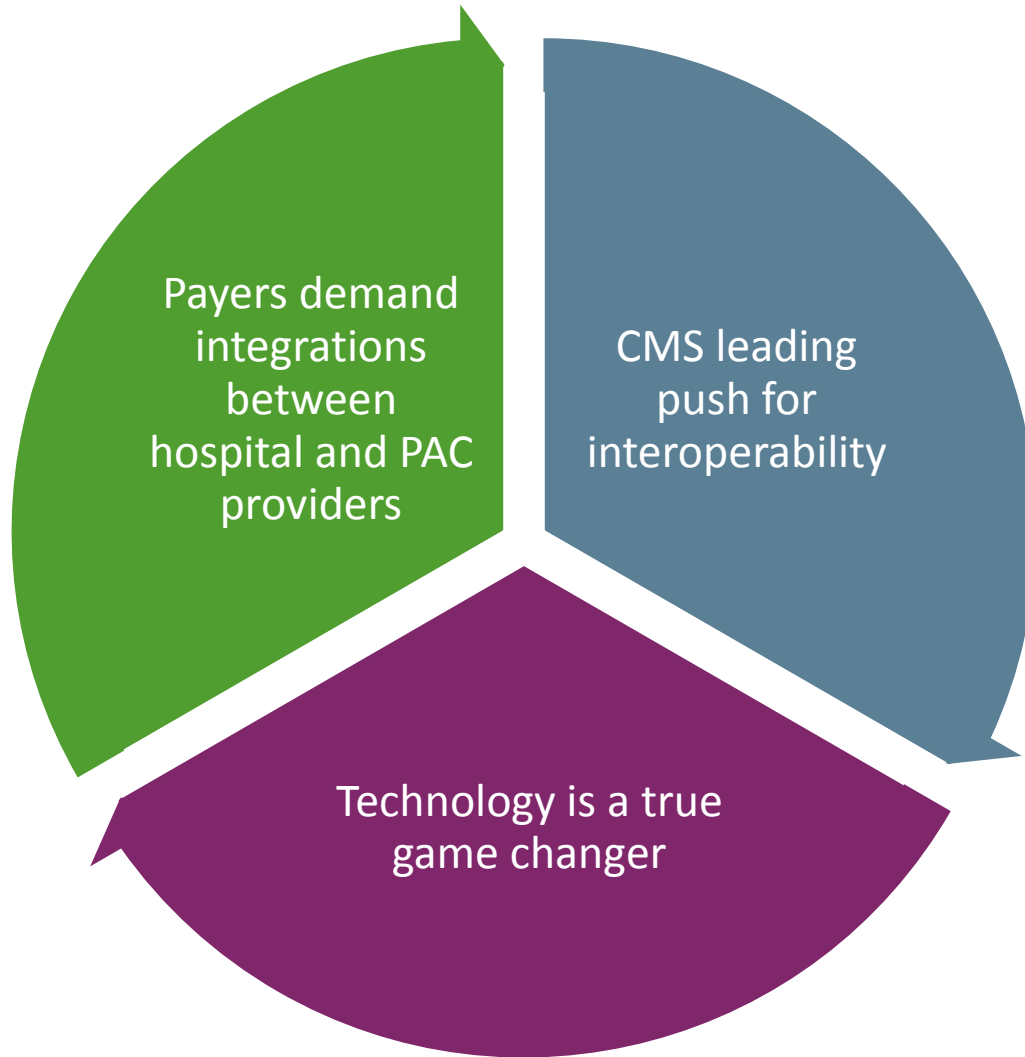 Payers demand
integrations
between
hospital and PAC
providers
CMS leading
push for
interoperability
Technology is a true
game changer